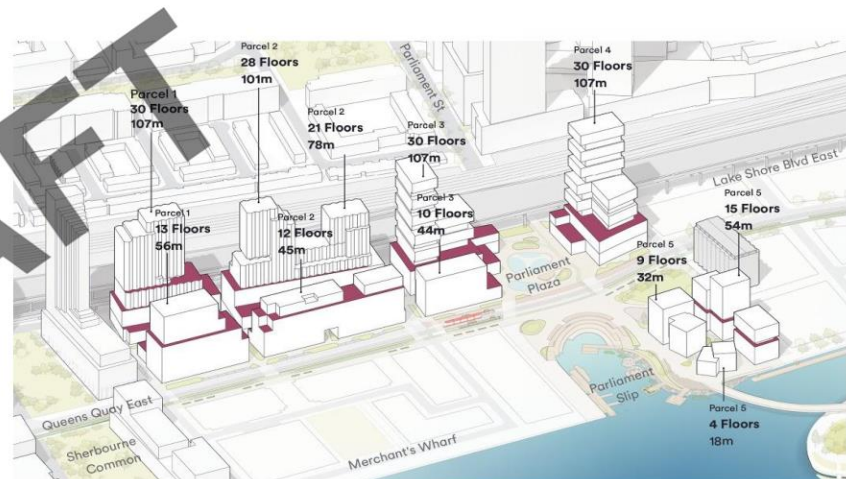 Parcel 2
28 Floors
101m
Parcel 4
30 Floors
107m
Parliament St
Parcel 1
30 Floors
107m
Parcel 2
21 Floors
78m
Parcel 3
30 Floors
107m
Lake Shore Blvd East
Parcel 1
13 Floors
56m
Parcel 2
12 Floors
45m
Parcel 3
10 Floors
44m
Parcel 5
15 Floors
54m
Parcel 5
9 Floors
32m
Parliament
Plaza
Parliament
Slip
Parcel 5
4 Floors
18m
Queens Quay East
Sherbourne
Common
Merchant's Wharf